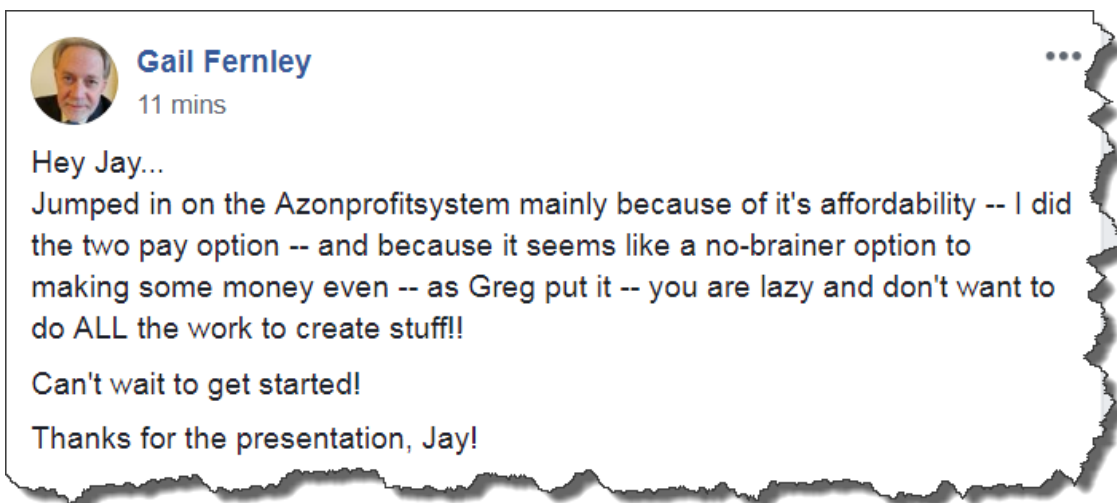 Gail Fernley
11 mins
Hey Jay...
Jumped in on the Azonprofitsystem mainly because of it's affordability -- I did
the two pay option -- and because it seems like a no-brainer option to
making some money even -- as Greg put it -- you are lazy and don't want to
do ALL the work to create stuff!!
Can't wait to get started!
Thanks for the presentation, Jay!